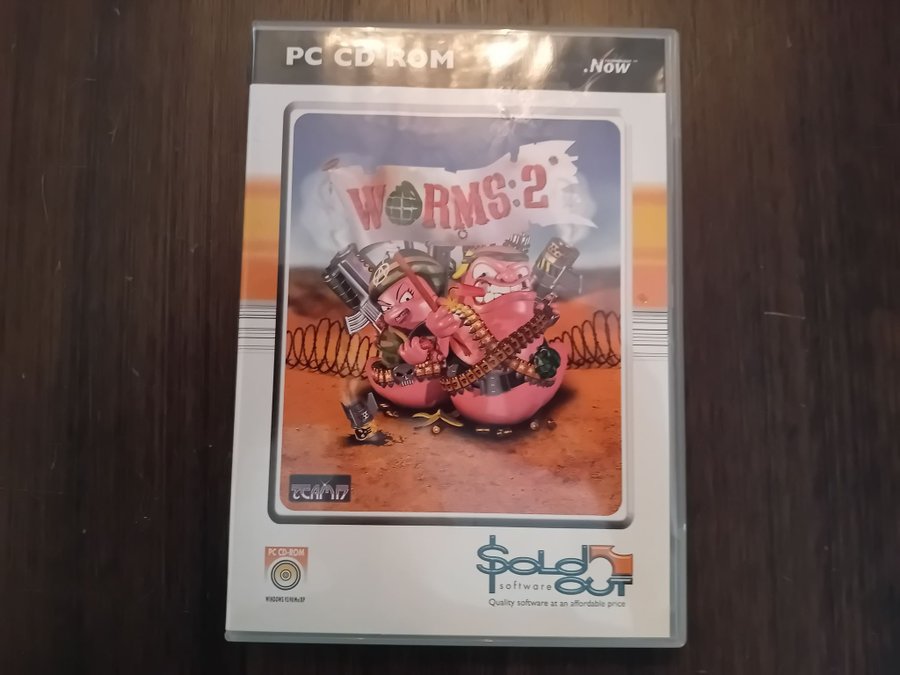 PC CD ROM
.Now
WORMS:2
TEAM17
PC CD-ROM
WINDOWS 95/98/Me/XP
SOLD OUT
software
Quality software at an affordable price